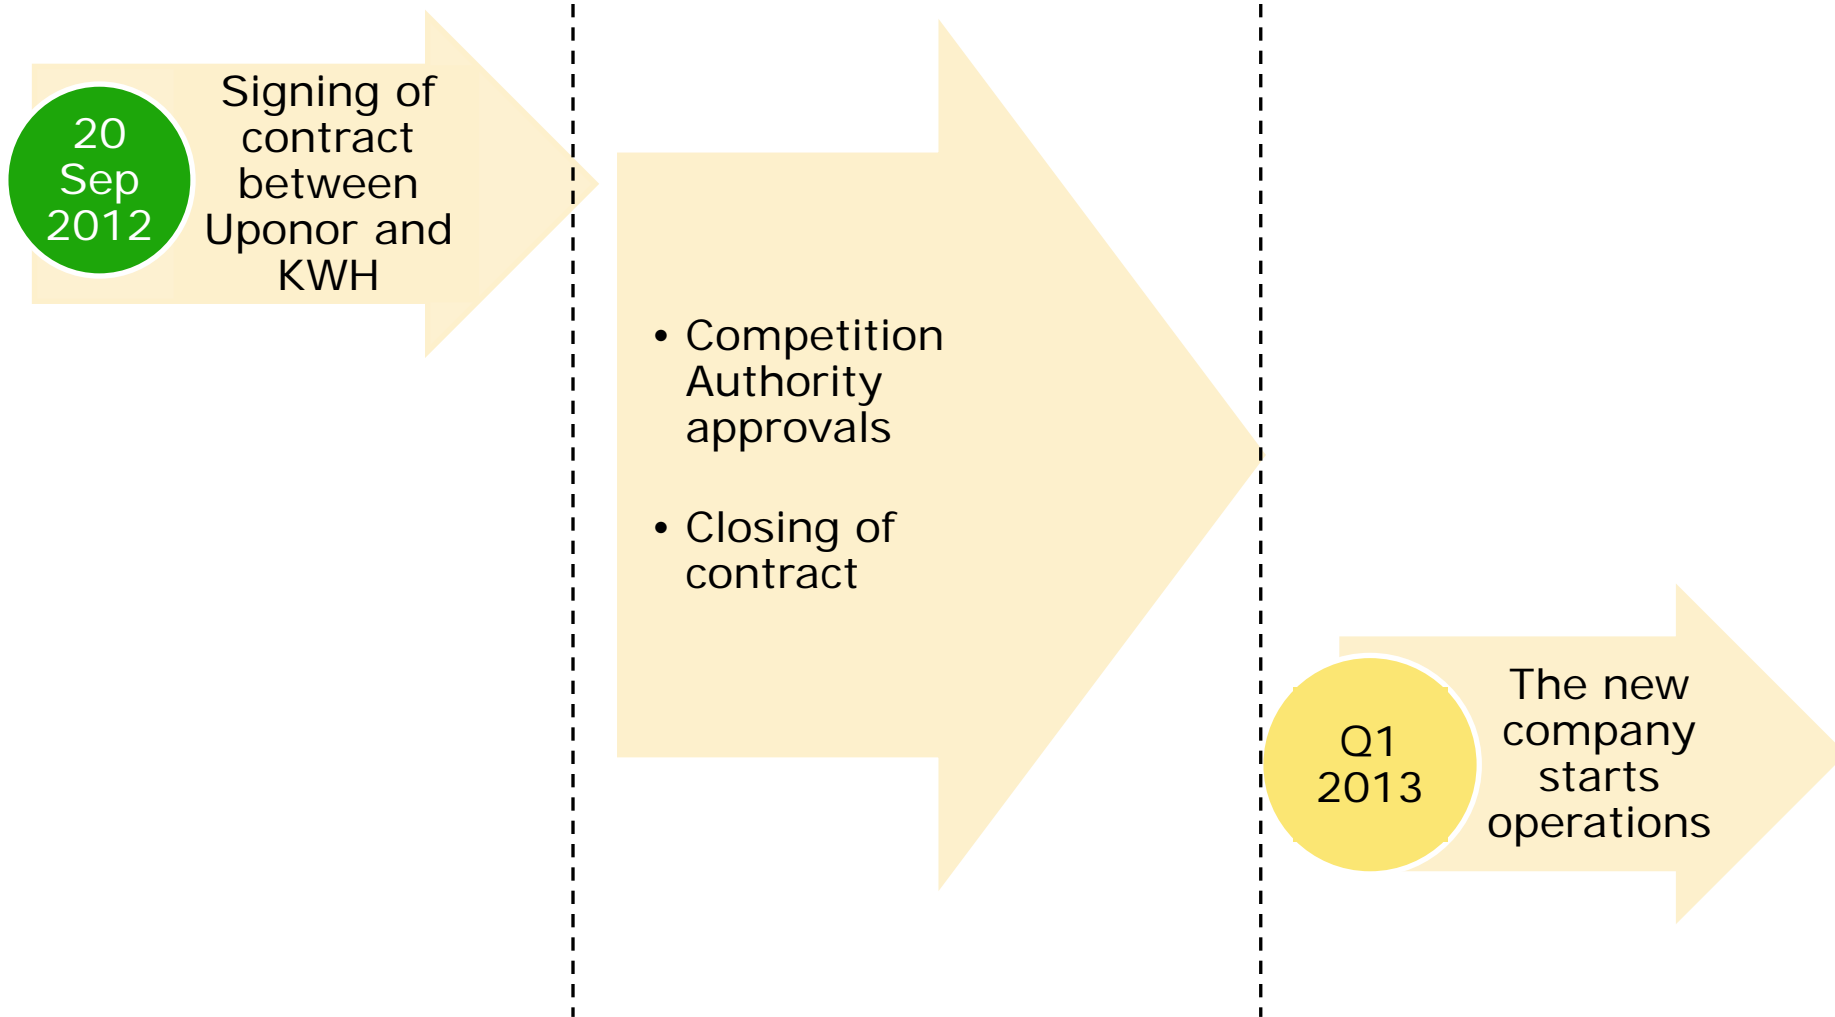 20
Sep
2012
Signing of
contract
between
Uponor and
KWH
• Competition
Authority
approvals
• Closing of
contract
Q1
2013
The new
company
starts
operations